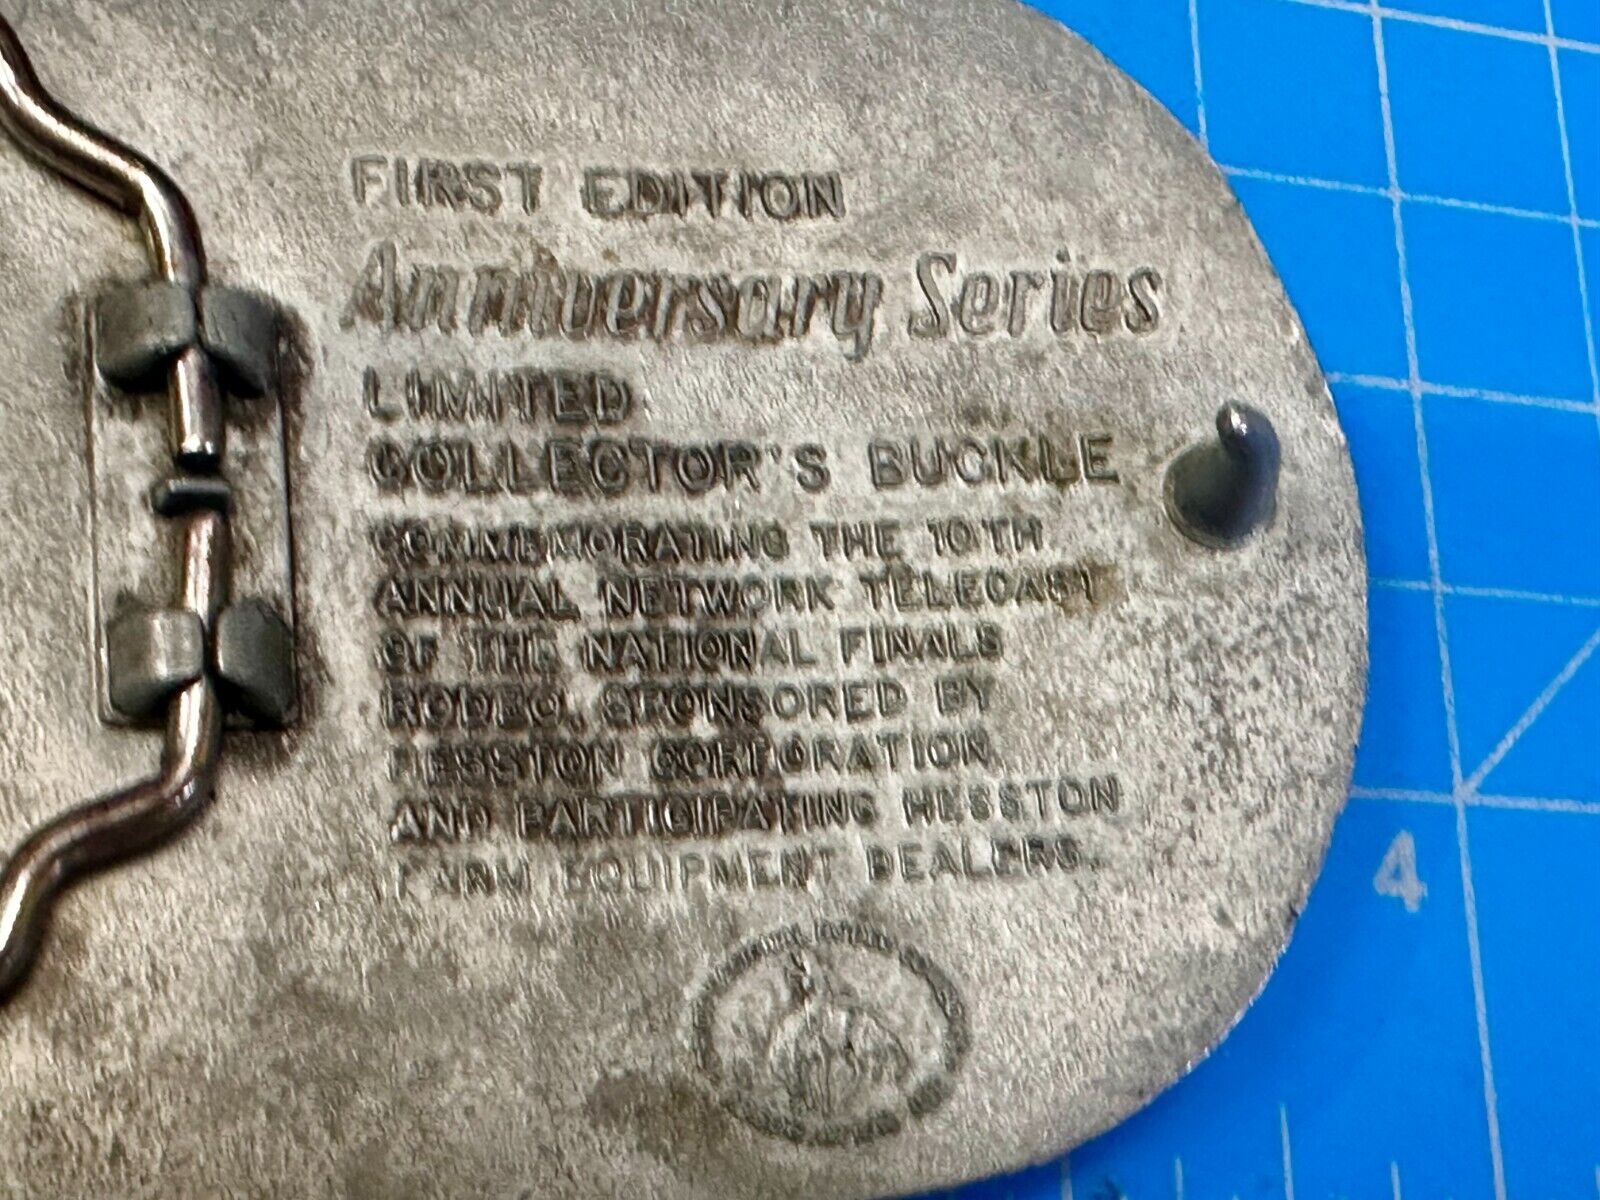 FIRST EDITION
Anniversary Series
LIMITED
COLLECTOR'S BUCKLE
COMMEMORATING THE 10TH
ANNUAL NETWORK TELECAST
OF THE NATIONAL FINALS
RODEO, SPONSORED BY
HESSTON CORPORATION
AND PARTICIPATING HESSTON
FARM EQUIPMENT DEALERS.
4